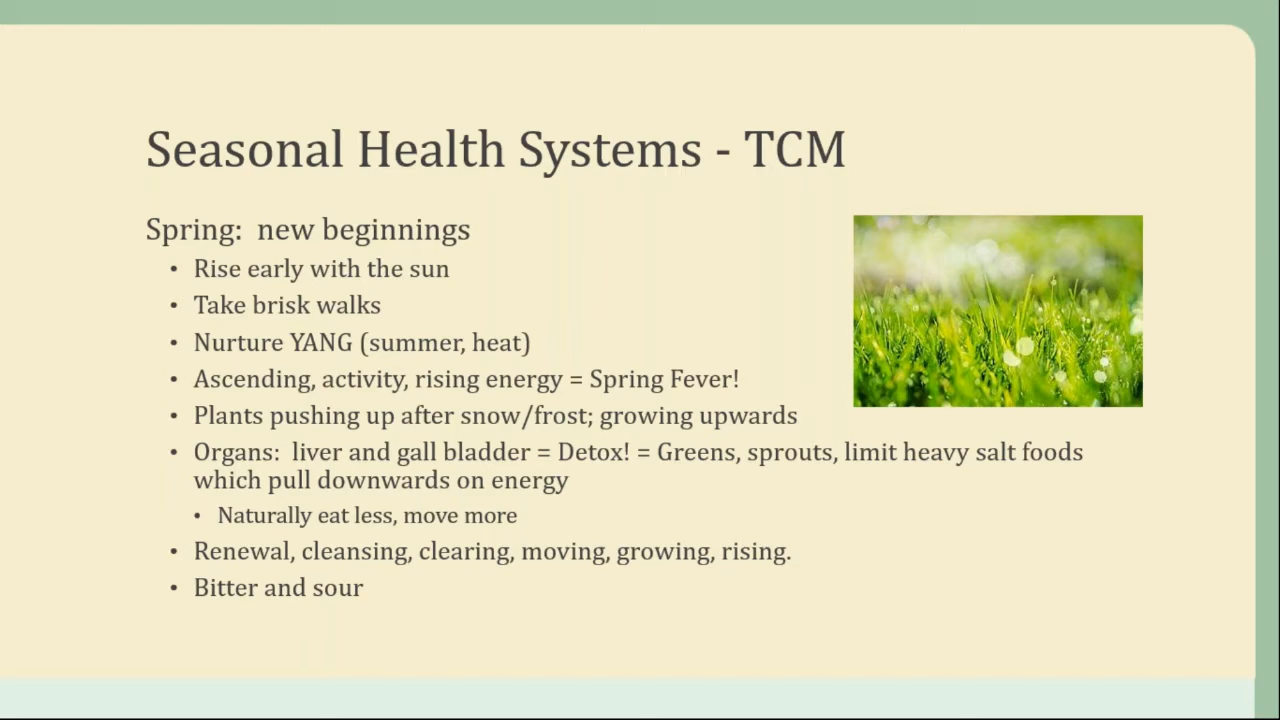 Seasonal Health Systems - TCM
Spring:  new beginnings
• Rise early with the sun
• Take brisk walks
• Nurture YANG (summer, heat)
• Ascending, activity, rising energy = Spring Fever!
• Plants pushing up after snow/frost; growing upwards
• Organs:  liver and gall bladder = Detox! = Greens, sprouts, limit heavy salt foods
which pull downwards on energy
• Naturally eat less, move more
• Renewal, cleansing, clearing, moving, growing, rising.
• Bitter and sour